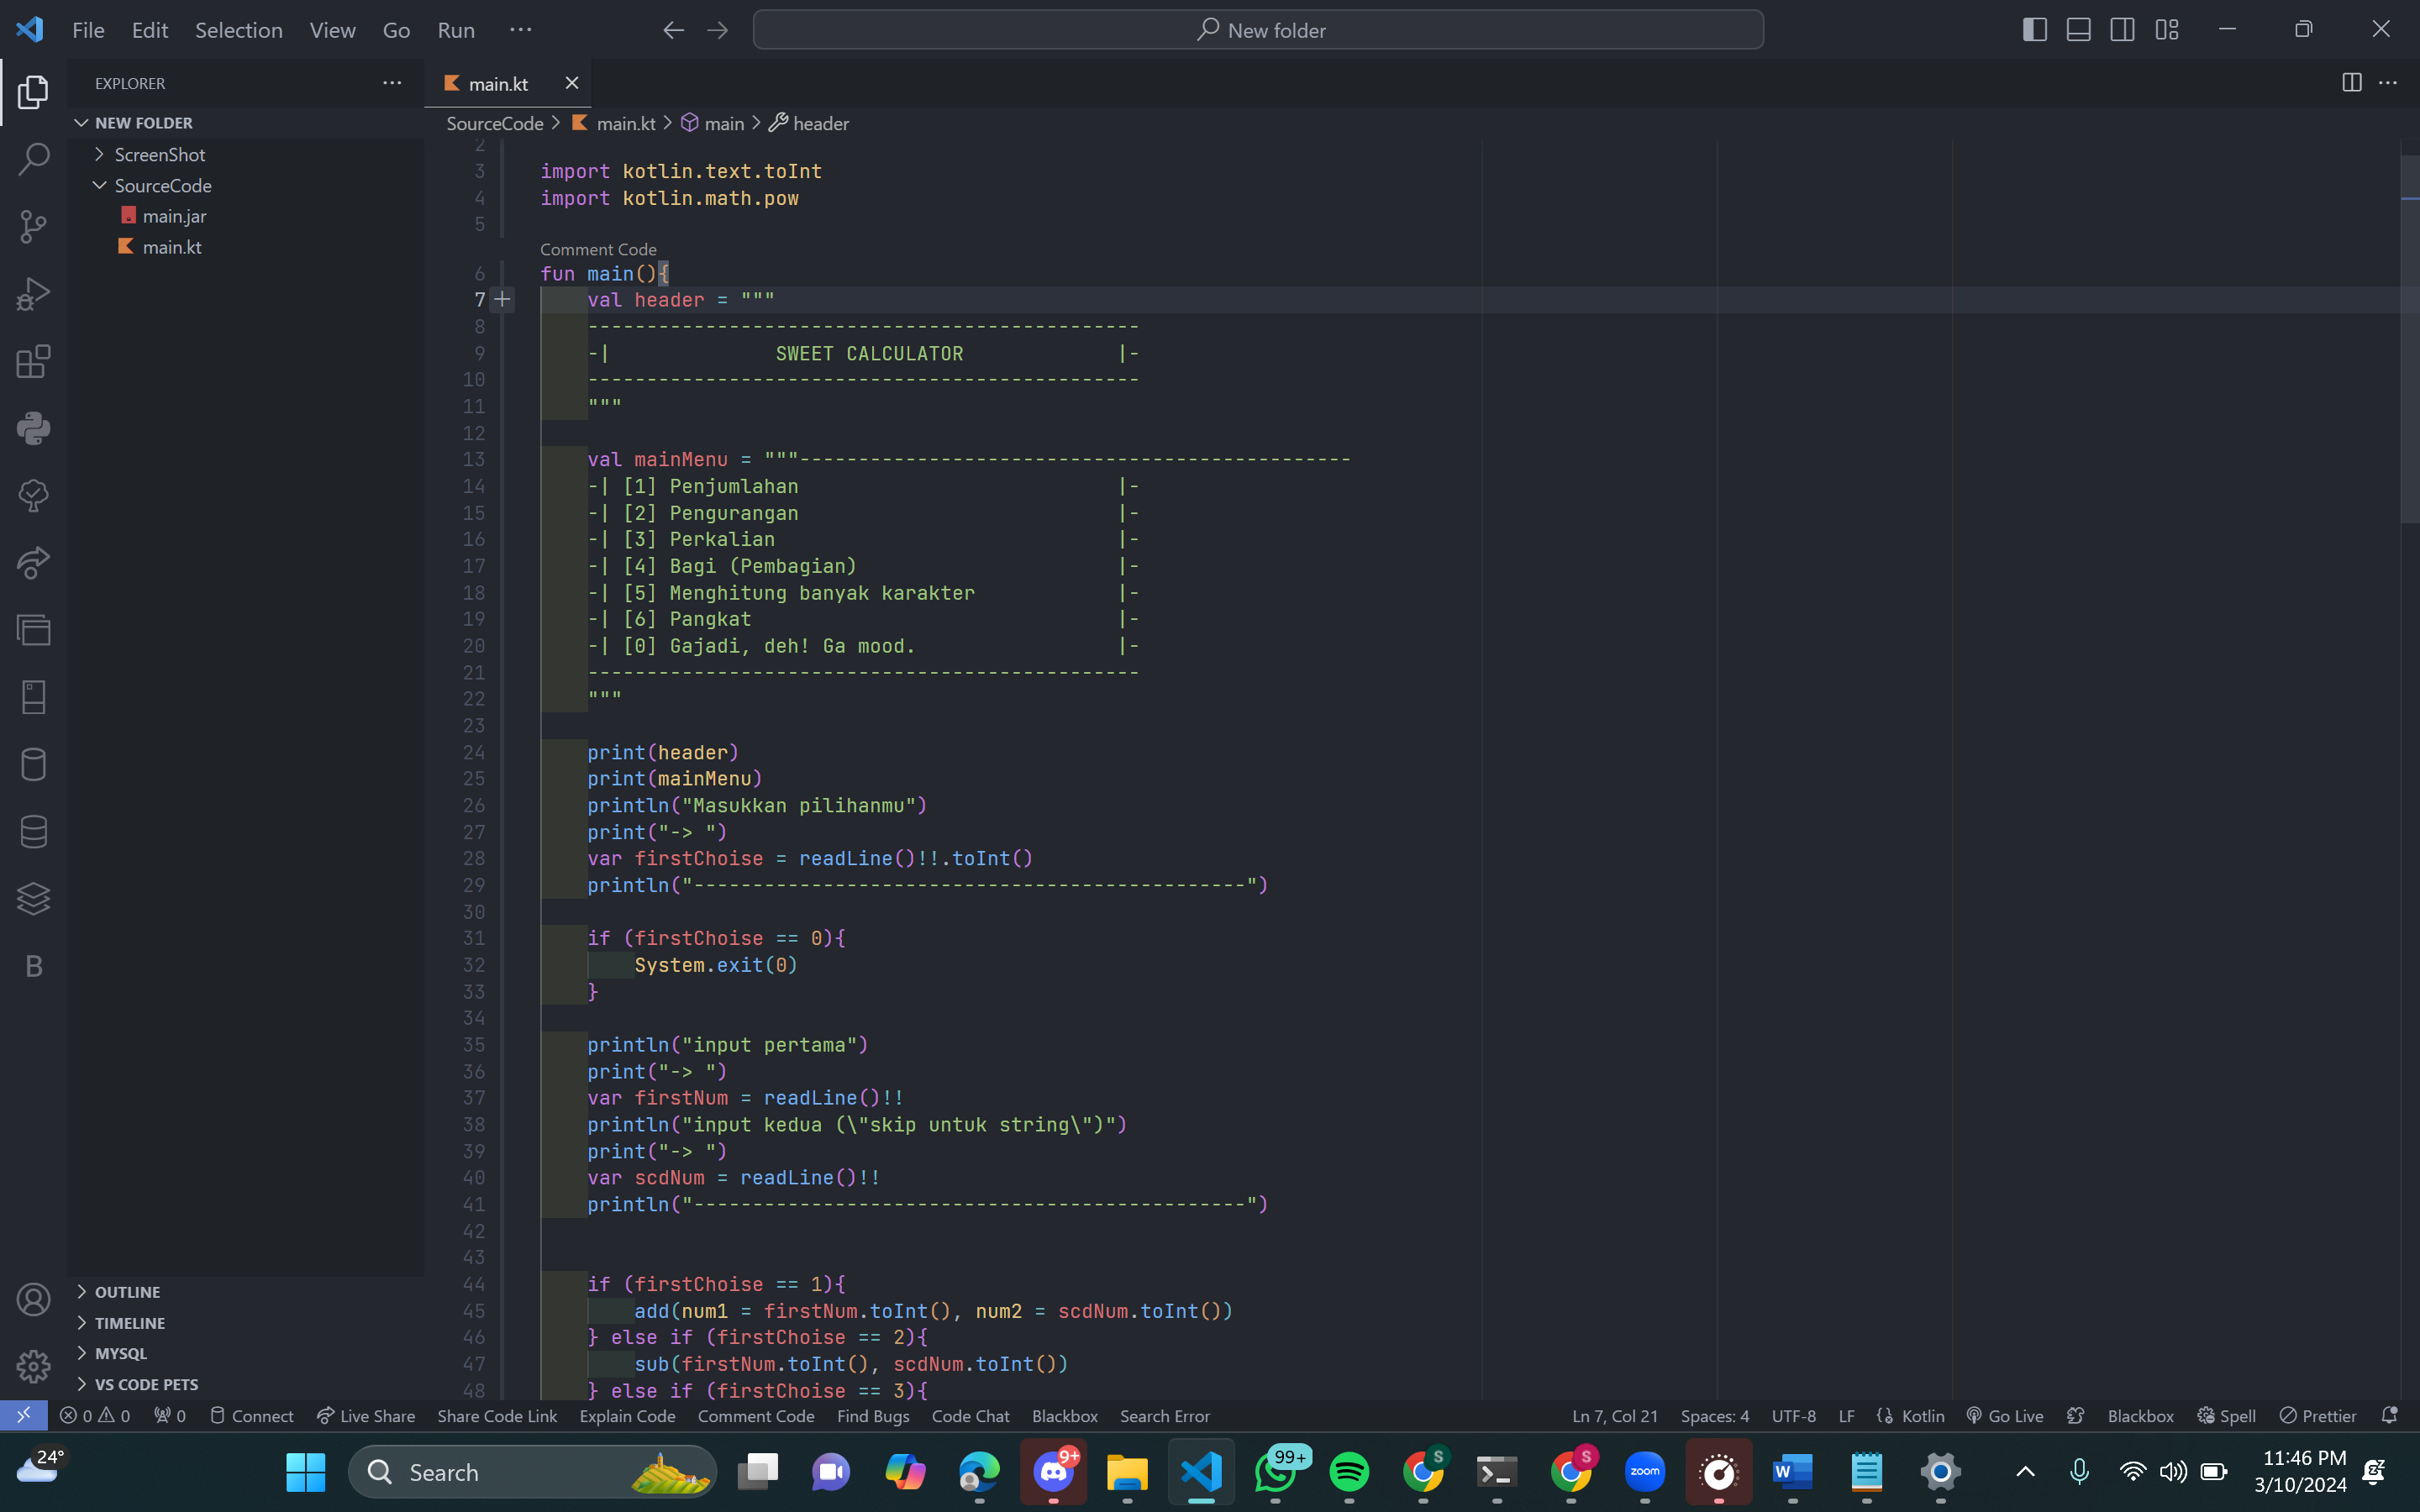 File Edit Selection View Go Run ···
New folder
EXPLORER
NEW FOLDER
ScreenShot
SourceCode
main.jar
main.kt
OUTLINE
TIMELINE
MYSQL
VS CODE PETS
main.kt
SourceCode > main.kt > main > header
2
3 import kotlin.text.toInt
4 import kotlin.math.pow
5
Comment Code
6 fun main(){
7 val header = """
8 -----------------------------------------------
9 -| SWEET CALCULATOR |-
10 -----------------------------------------------
11 """
12
13 val mainMenu = """-----------------------------------------------
14 -| [1] Penjumlahan |-
15 -| [2] Pengurangan |-
16 -| [3] Perkalian |-
17 -| [4] Bagi (Pembagian) |-
18 -| [5] Menghitung banyak karakter |-
19 -| [6] Pangkat |-
20 -| [0] Gajadi, deh! Ga mood. |-
21 -----------------------------------------------
22 """
23
24 print(header)
25 print(mainMenu)
26 println("Masukkan pilihanmu")
27 print("-> ")
28 var firstChoise = readLine()!!.toInt()
29 println("-----------------------------------------------")
30
31 if (firstChoise == 0){
32 System.exit(0)
33 }
34
35 println("input pertama")
36 print("-> ")
37 var firstNum = readLine()!!
38 println("input kedua (\"skip untuk string\")")
39 print("-> ")
40 var scdNum = readLine()!!
41 println("-----------------------------------------------")
42
43
44 if (firstChoise == 1){
45 add(num1 = firstNum.toInt(), num2 = scdNum.toInt())
46 } else if (firstChoise == 2){
47 sub(firstNum.toInt(), scdNum.toInt())
48 } else if (firstChoise == 3){
0 0 0 Connect Live Share Share Code Link Explain Code Comment Code Find Bugs Code Chat Blackbox Search Error Ln 7, Col 21 Spaces: 4 UTF-8 LF Kotlin Go Live Blackbox Spell Prettier
24° Search 9+ 99+ S S zoom W 11:46 PM
3/10/2024